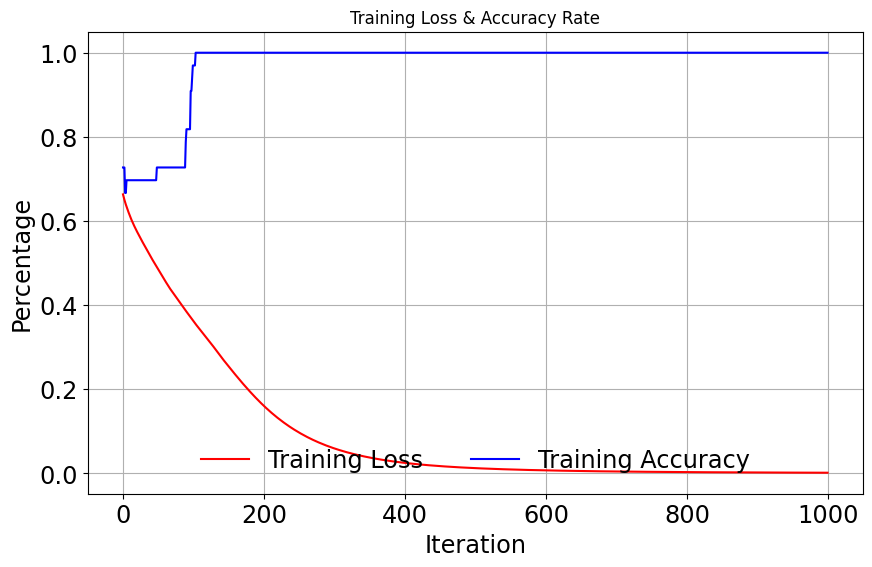 Training Loss & Accuracy Rate
1.0
0.8
0.6
0.4
0.2
0.0
Percentage
Training Loss Training Accuracy
0 200 400 600 800 1000
Iteration